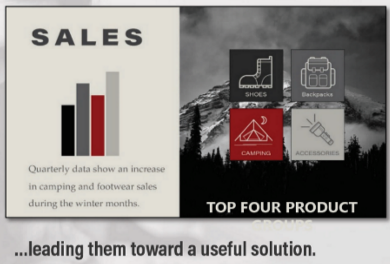 SALES
Quarterly data show an increase
in camping and footwear sales
during the winter months.
SHOES
Backpacks
CAMPING
ACCESSORIES
TOP FOUR PRODUCT
GROUPS
...leading them toward a useful solution.